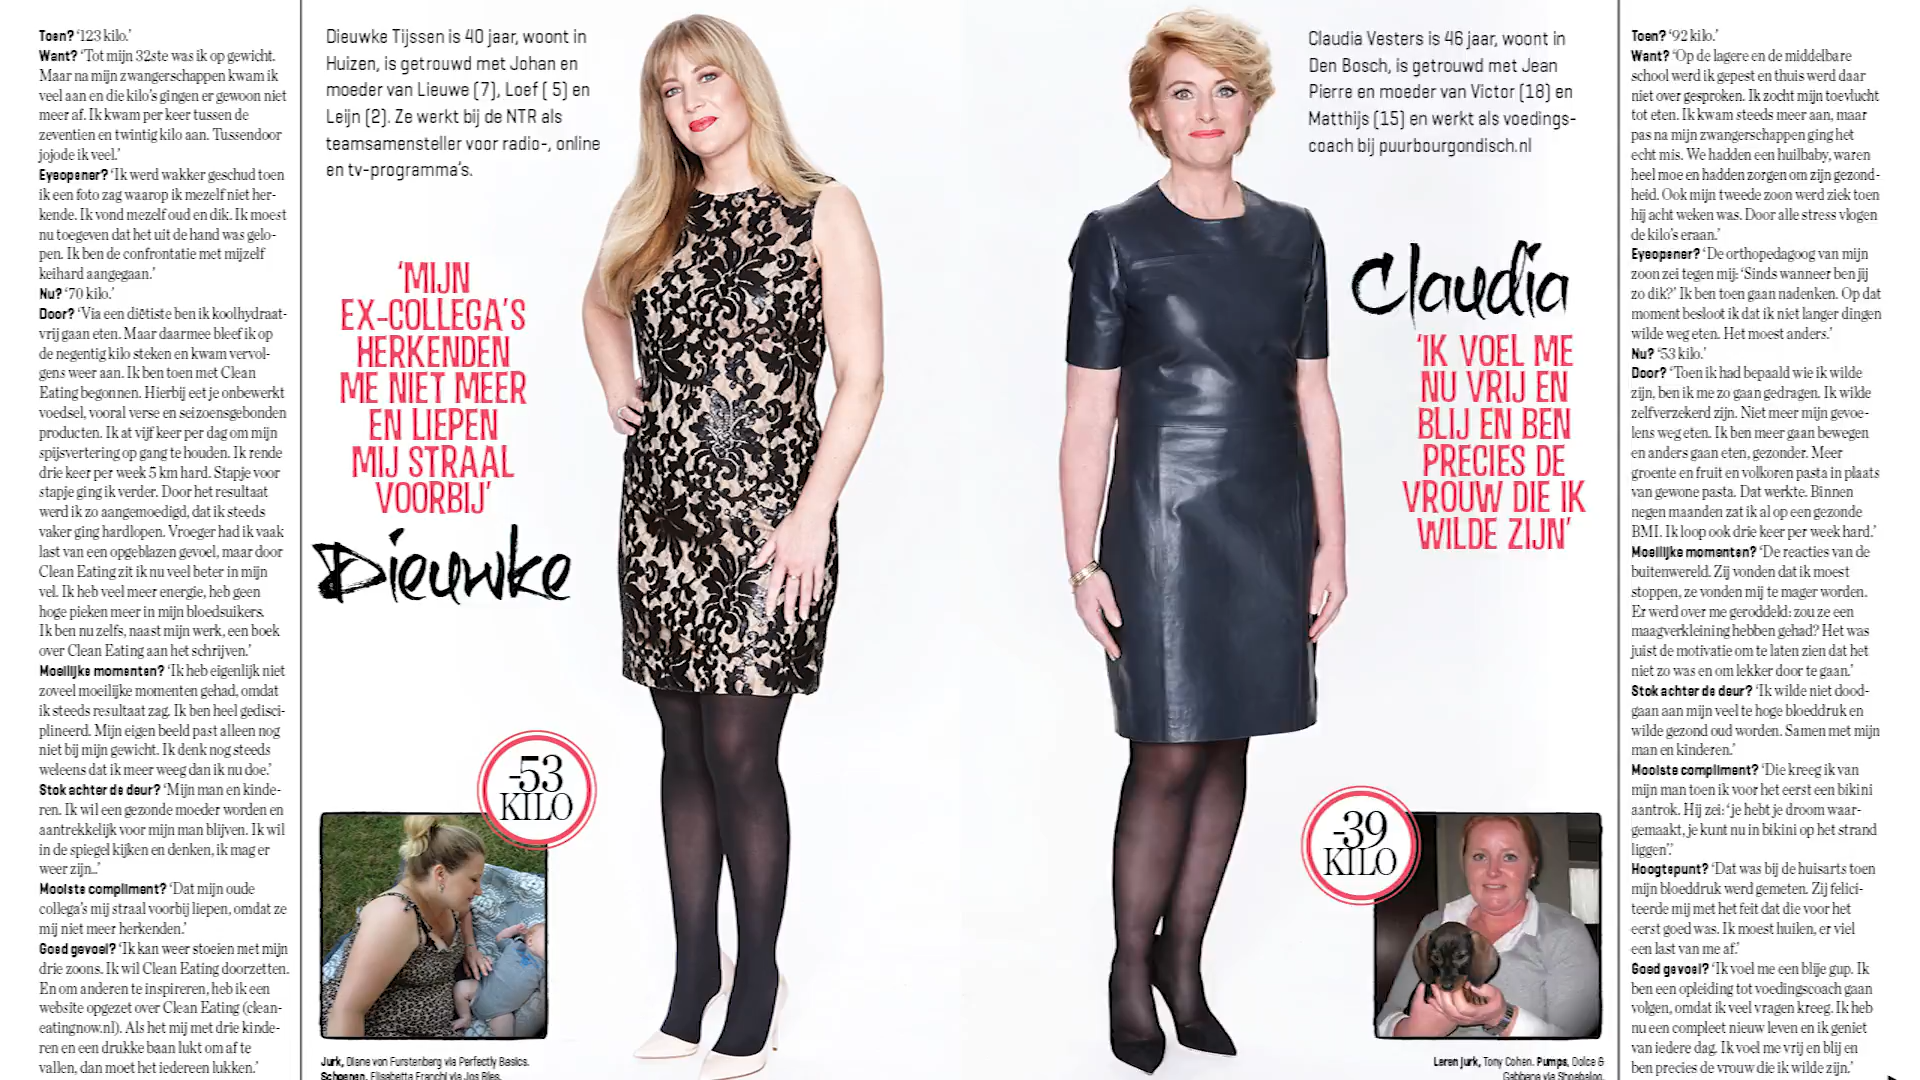 Toen? ‘123 kilo.’
Want? ‘Tot mijn 32ste was ik op gewicht.
Maar na mijn zwangerschappen kwam ik
veel aan en die kilo’s gingen er gewoon niet
meer af. Ik kwam per keer tussen de
zeventien en twintig kilo aan. Tussendoor
jojode ik veel.’
Eyeopener? ‘Ik werd wakker geschud toen
ik een foto zag waarop ik mezelf niet her-
kende. Ik vond mezelf oud en dik. Ik moest
nu toegeven dat het uit de hand was gelo-
pen. Ik ben de confrontatie met mijzelf
keihard aangegaan.’
Nu? ‘70 kilo.’
Door? ‘Via een diëtiste ben ik koolhydraat-
vrij gaan eten. Maar daarmee bleef ik op
de negentig kilo steken en kwam vervol-
gens weer aan. Ik ben toen met Clean
Eating begonnen. Hierbij eet je onbewerkt
voedsel, vooral verse en seizoensgebonden
producten. Ik at vijf keer per dag om mijn
spijsvertering op gang te houden. Ik rende
drie keer per week 5 km hard. Stapje voor
stapje ging ik verder. Door het resultaat
werd ik zo aangemoedigd, dat ik steeds
vaker ging hardlopen. Vroeger had ik vaak
last van een opgeblazen gevoel, maar door
Clean Eating zit ik nu veel beter in mijn
vel. Ik heb veel meer energie, heb geen
hoge pieken meer in mijn bloedsuikers.
Ik ben nu zelfs, naast mijn werk, een boek
over Clean Eating aan het schrijven.’
Moeilijke momenten? ‘Ik heb eigenlijk niet
zoveel moeilijke momenten gehad, omdat
ik steeds resultaat zag. Ik ben heel gedisci-
plineerd. Mijn eigen beeld past alleen nog
niet bij mijn gewicht. Ik denk nog steeds
weleens dat ik meer weeg dan ik nu doe.’
Stok achter de deur? ‘Mijn man en kinde-
ren. Ik wil een gezonde moeder worden en
aantrekkelijk voor mijn man blijven. Ik wil
in de spiegel kijken en denken, ik mag er
weer zijn..’
Mooiste compliment? ‘Dat mijn oude
collega’s mij straal voorbij liepen, omdat ze
mij niet meer herkenden.’
Goed gevoel? ‘Ik kan weer stoeien met mijn
drie zoons. Ik wil Clean Eating doorzetten.
En om anderen te inspireren, heb ik een
website opgezet over Clean Eating (clean-
eatingnow.nl). Als het mij met drie kinde-
ren en een drukke baan lukt om af te
vallen, dan moet het iedereen lukken.’
Dieuwke Tijssen is 40 jaar, woont in
Huizen, is getrouwd met Johan en
moeder van Lieuwe (7), Loef ( 5) en
Leijn (2). Ze werkt bij de NTR als
teamsamensteller voor radio-, online
en tv-programma’s.
‘MIJN
EX-COLLEGA’S
HERKENDEN
ME NIET MEER
EN LIEPEN
MIJ STRAAL
VOORBIJ’
Dieuwke
-53
KILO
Jurk, Diane von Furstenberg via Perfectly Basics.
Schoenen, Elisabetta Franchi via Jos Bles.
Claudia Vesters is 46 jaar, woont in
Den Bosch, is getrouwd met Jean
Pierre en moeder van Victor (18) en
Matthijs (15) en werkt als voedings-
coach bij puurbourgondisch.nl
Claudia
‘IK VOEL ME
NU VRIJ EN
BLIJ EN BEN
PRECIES DE
VROUW DIE IK
WILDE ZIJN’
-39
KILO
Leren jurk, Tony Cohen. Pumps, Dolce &
Gabbana via Shoebaloo.
Toen? ‘92 kilo.’
Want? ‘Op de lagere en de middelbare
school werd ik gepest en thuis werd daar
niet over gesproken. Ik zocht mijn toevlucht
tot eten. Ik kwam steeds meer aan, maar
pas na mijn zwangerschappen ging het
echt mis. We hadden een huilbaby, waren
heel moe en hadden zorgen om zijn gezond-
heid. Ook mijn tweede zoon werd ziek toen
hij acht weken was. Door alle stress vlogen
de kilo’s eraan.’
Eyeopener? ‘De orthopedagoog van mijn
zoon zei tegen mij: ‘Sinds wanneer ben jij
zo dik?’ Ik ben toen gaan nadenken. Op dat
moment besloot ik dat ik niet langer dingen
wilde weg eten. Het moest anders.’
Nu? ‘53 kilo.’
Door? ‘Toen ik had bepaald wie ik wilde
zijn, ben ik me zo gaan gedragen. Ik wilde
zelfverzekerd zijn. Niet meer mijn gevoe-
lens weg eten. Ik ben meer gaan bewegen
en anders gaan eten, gezonder. Meer
groente en fruit en volkoren pasta in plaats
van gewone pasta. Dat werkte. Binnen
negen maanden zat ik al op een gezonde
BMI. Ik loop ook drie keer per week hard.’
Moeilijke momenten? ‘De reacties van de
buitenwereld. Zij vonden dat ik moest
stoppen, ze vonden mij te mager worden.
Er werd over me geroddeld: zou ze een
maagverkleining hebben gehad? Het was
juist de motivatie om te laten zien dat het
niet zo was en om lekker door te gaan.’
Stok achter de deur? ‘Ik wilde niet dood-
gaan aan mijn veel te hoge bloeddruk en
wilde gezond oud worden. Samen met mijn
man en kinderen.’
Mooiste compliment? ‘Die kreeg ik van
mijn man toen ik voor het eerst een bikini
aantrok. Hij zei: ‘je hebt je droom waar-
gemaakt, je kunt nu in bikini op het strand
liggen’.’
Hoogtepunt? ‘Dat was bij de huisarts toen
mijn bloeddruk werd gemeten. Zij felici-
teerde mij met het feit dat die voor het
eerst goed was. Ik moest huilen, er viel
een last van me af.’
Goed gevoel? ‘Ik voel me een blije gup. Ik
ben een opleiding tot voedingscoach gaan
volgen, omdat ik veel vragen kreeg. Ik heb
nu een compleet nieuw leven en ik geniet
van iedere dag. Ik voel me vrij en blij en
ben precies de vrouw die ik wilde zijn.’